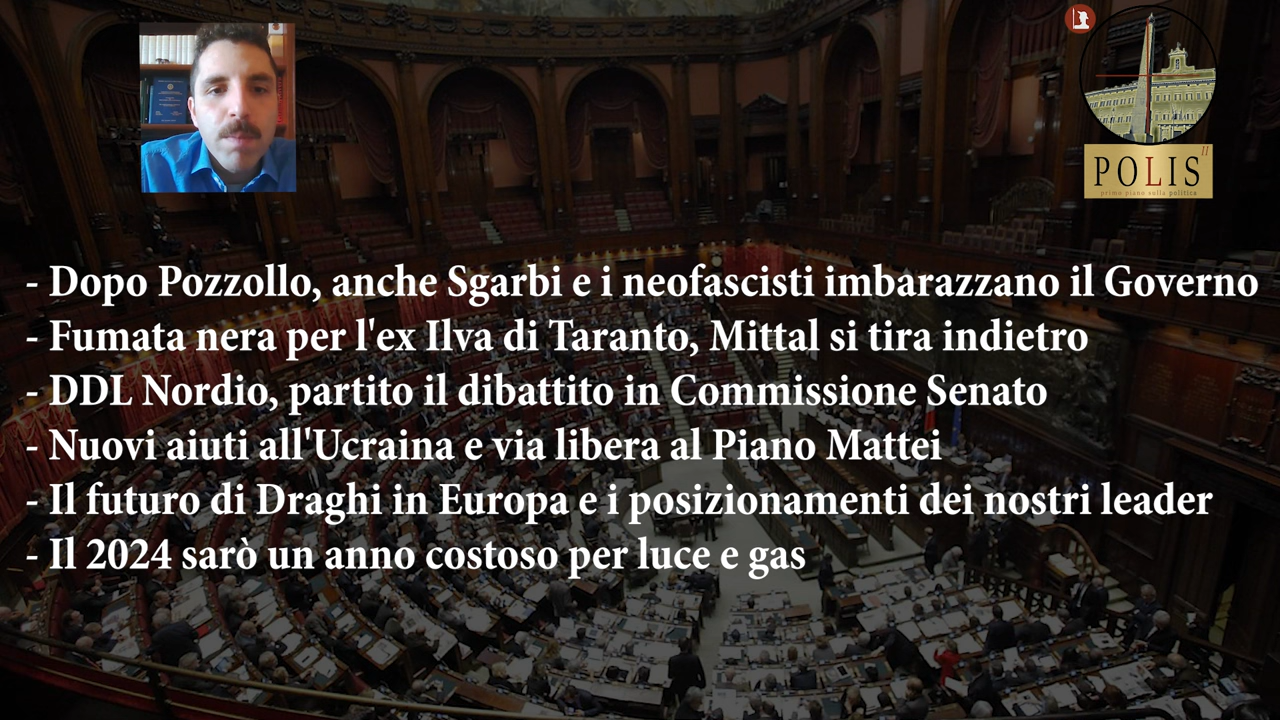 POLIS II
primo piano sulla politica
- Dopo Pozzollo, anche Sgarbi e i neofascisti imbarazzano il Governo
- Fumata nera per l'ex Ilva di Taranto, Mittal si tira indietro
- DDL Nordio, partito il dibattito in Commissione Senato
- Nuovi aiuti all'Ucraina e via libera al Piano Mattei
- Il futuro di Draghi in Europa e i posizionamenti dei nostri leader
- Il 2024 sarò un anno costoso per luce e gas